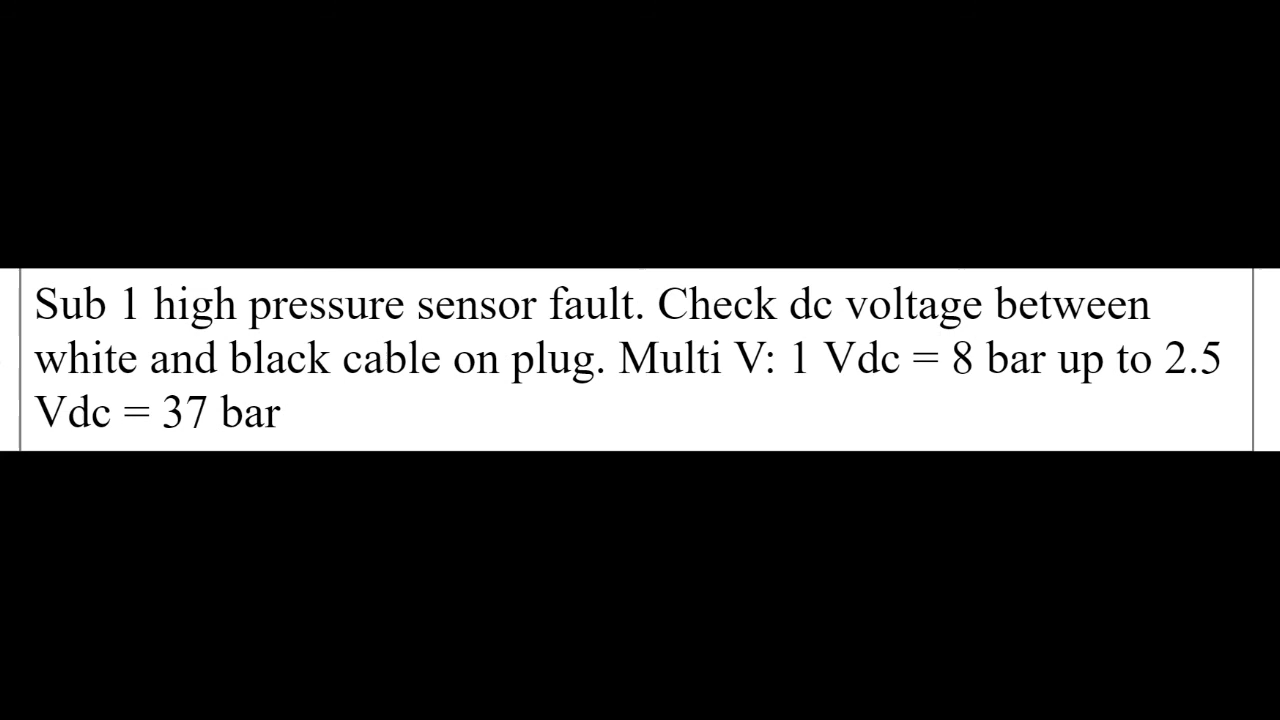 Sub 1 high pressure sensor fault. Check dc voltage between
white and black cable on plug. Multi V: 1 Vdc = 8 bar up to 2.5
Vdc = 37 bar